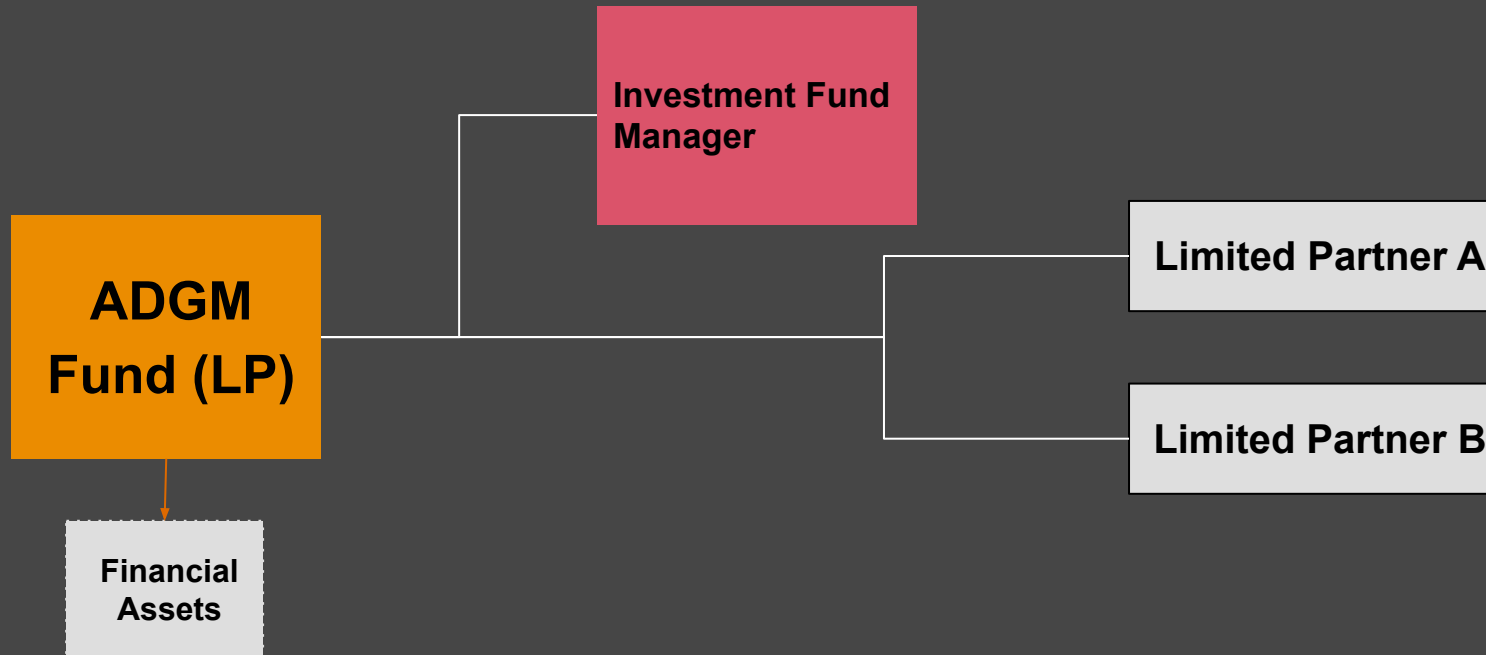 Investment Fund
Manager
ADGM
Fund (LP)
Limited Partner A
Limited Partner B
Financial
Assets